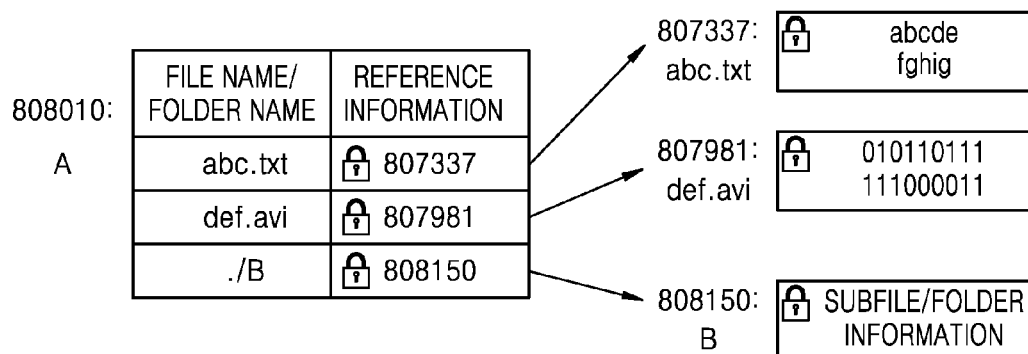 808010:
A
FILE NAME/
FOLDER NAME
REFERENCE
INFORMATION
abc.txt
807337
def.avi
807981
./B
808150
807337:
abc.txt
abcde
fghig
807981:
def.avi
010110111
111000011
808150:
B
SUBFILE/FOLDER
INFORMATION